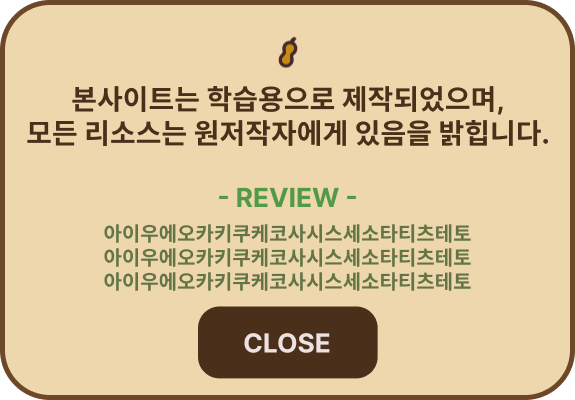 본사이트는 학습용으로 제작되었으며,
모든 리소스는 원저작자에게 있음을 밝힙니다.
- REVIEW -
아이우에오카키쿠케코사시스세소타티츠테토
아이우에오카키쿠케코사시스세소타티츠테토
아이우에오카키쿠케코사시스세소타티츠테토
CLOSE